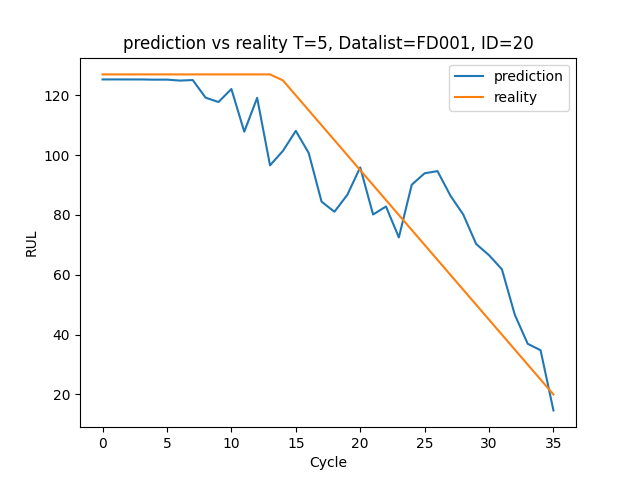 prediction vs reality T=5, Datalist=FD001, ID=20
prediction
reality
RUL
120
100
80
60
40
20
0 5 10 15 20 25 30 35
Cycle